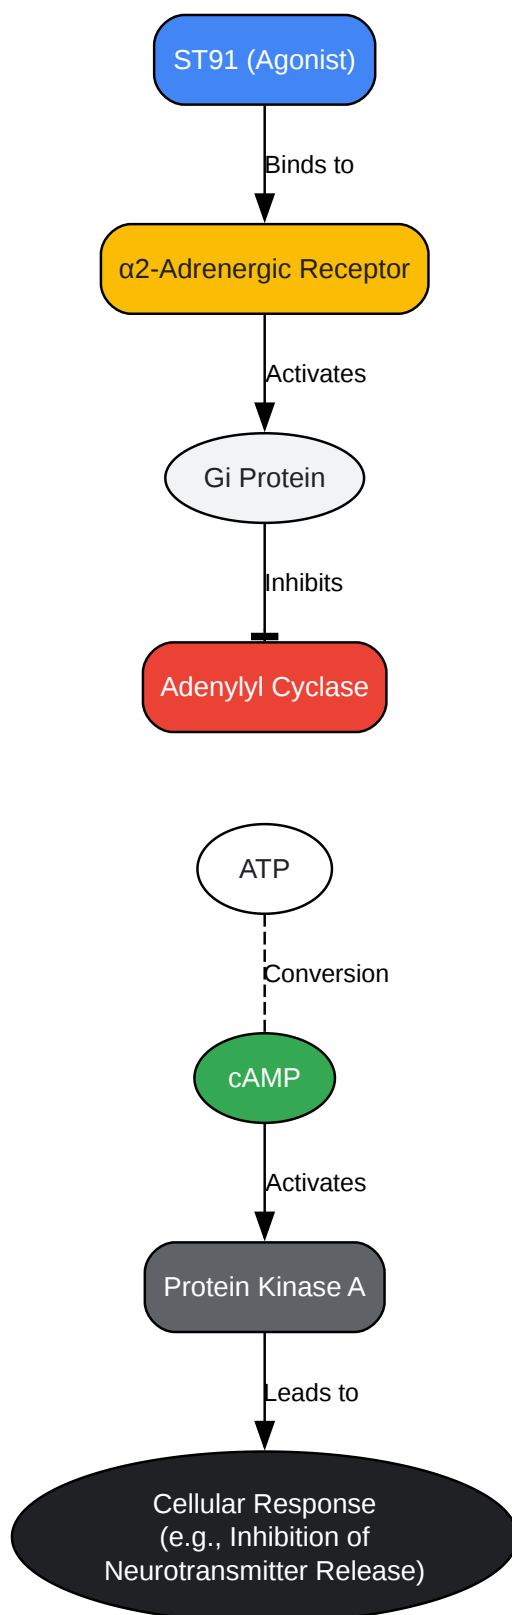 ST91 (Agonist)
Binds to
α2-Adrenergic Receptor
Activates
Gi Protein
Inhibits
Adenylyl Cyclase
ATP
Conversion
cAMP
Activates
Protein Kinase A
Leads to
Cellular Response
(e.g., Inhibition of
Neurotransmitter Release)